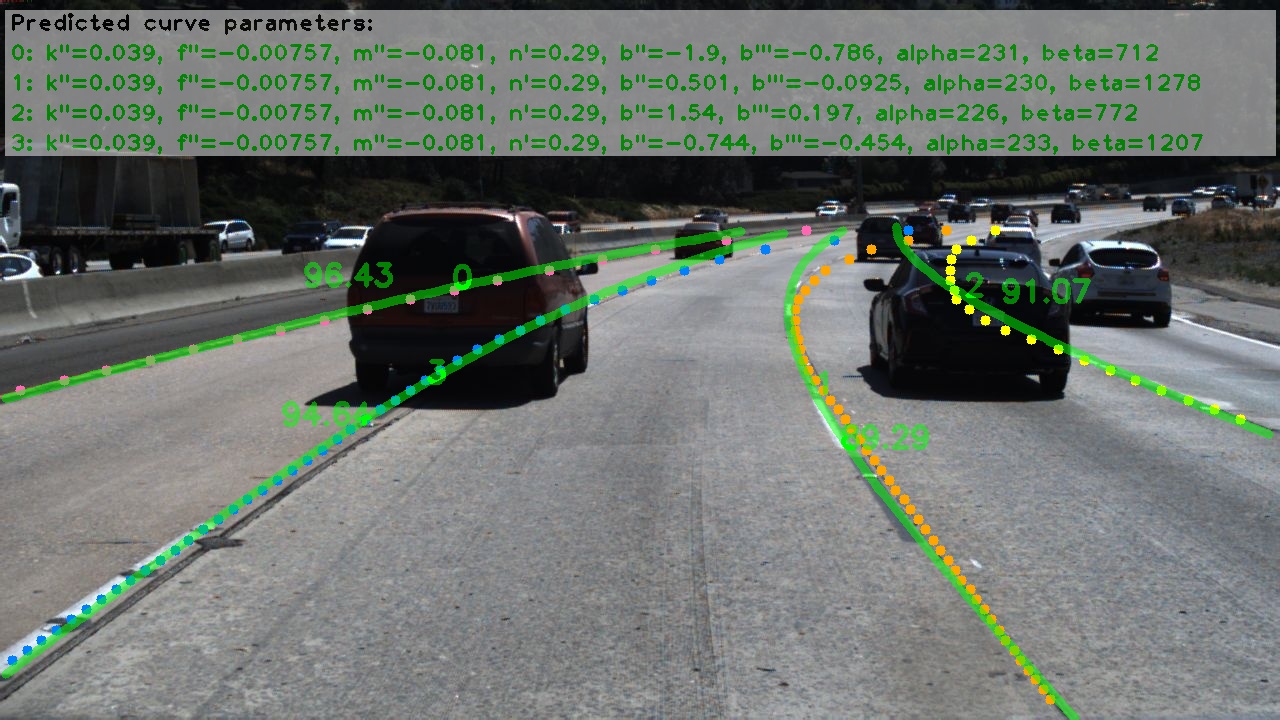 Predicted curve parameters:
0: k''=0.039, f''=-0.00757, m''=-0.081, n'=0.29, b''=-1.9, b'''=-0.786, alpha=231, beta=712
1: k''=0.039, f''=-0.00757, m''=-0.081, n'=0.29, b''=0.501, b'''=-0.0925, alpha=230, beta=1278
2: k''=0.039, f''=-0.00757, m''=-0.081, n'=0.29, b''=1.54, b'''=0.197, alpha=226, beta=772
3: k''=0.039, f''=-0.00757, m''=-0.081, n'=0.29, b''=-0.744, b'''=-0.454, alpha=233, beta=1207
96.43 0
2 91.07
3
1
94.64
89.29